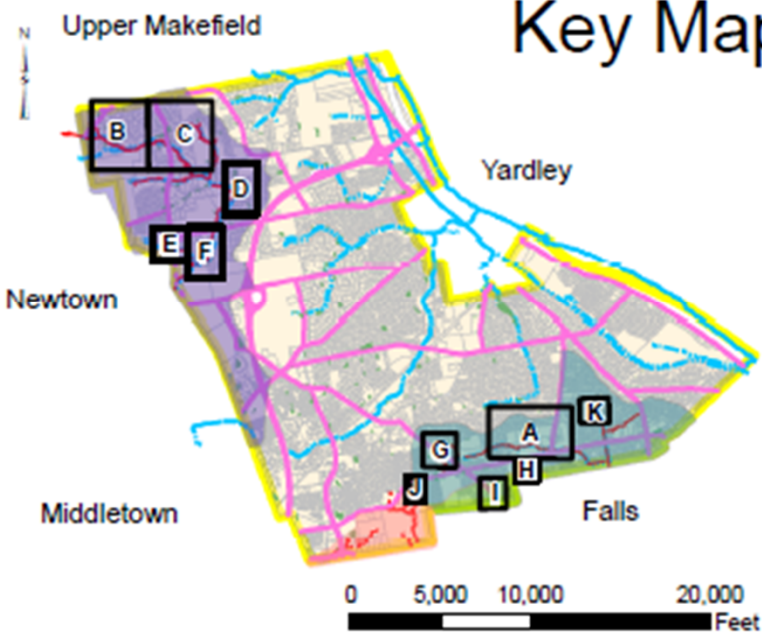 Key Map
Upper Makefield
N
S
B
C
Yardley
D
E
F
Newtown
K
A
G
H
J
I
Middletown
Falls
0 5,000 10,000 20,000
Feet